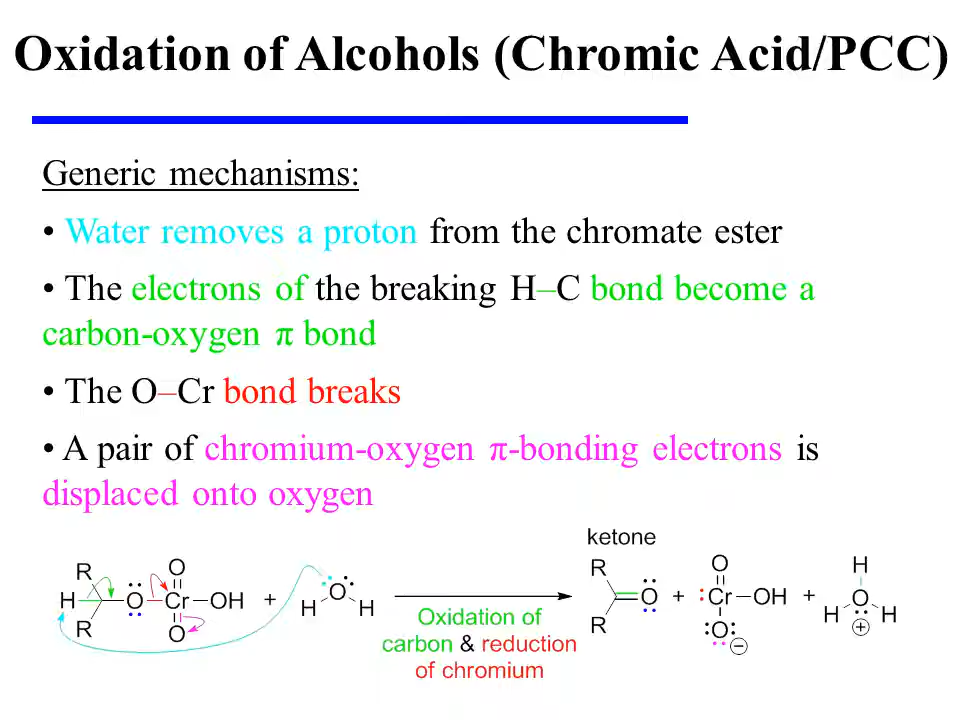 Oxidation of Alcohols (Chromic Acid/PCC)
Generic mechanisms:
• Water removes a proton from the chromate ester
• The electrons of the breaking H–C bond become a
carbon-oxygen π bond
• The O–Cr bond breaks
• A pair of chromium-oxygen π-bonding electrons is
displaced onto oxygen
ketone
R O R O H
H O Cr OH + H O H O + Cr OH + H O H
R O Oxidation of R O − +
carbon & reduction
of chromium